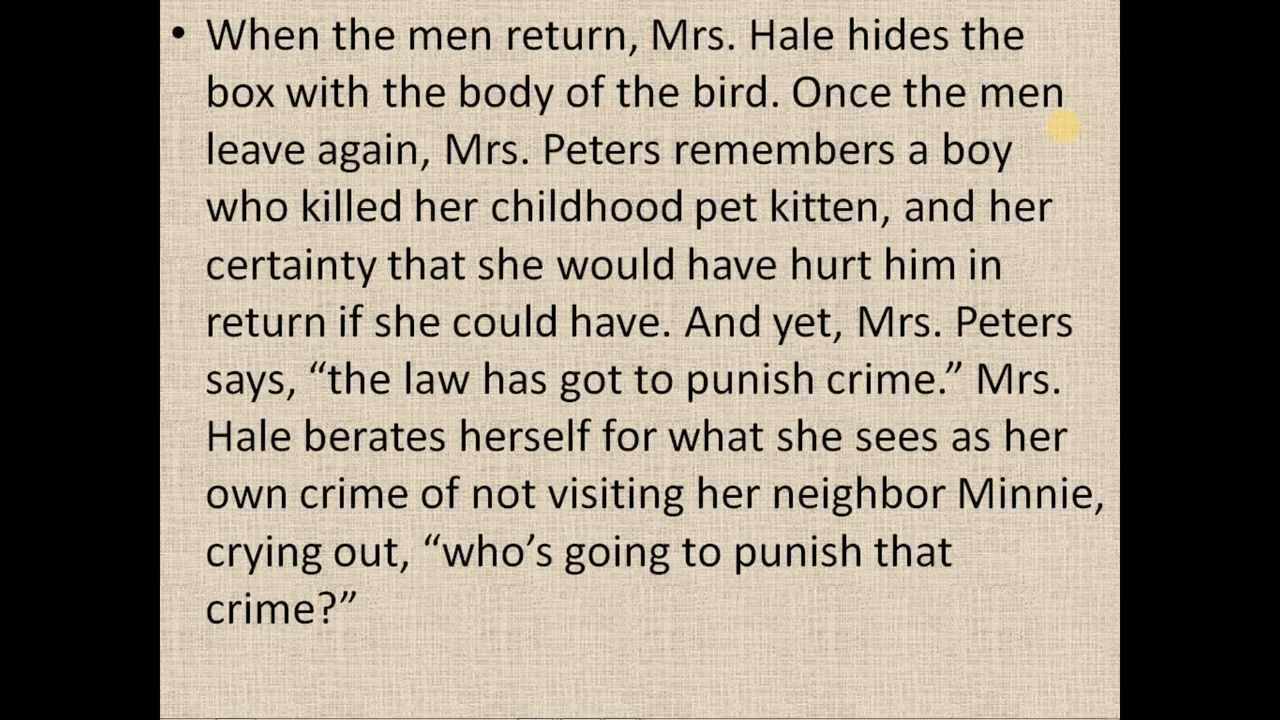 • When the men return, Mrs. Hale hides the
box with the body of the bird. Once the men
leave again, Mrs. Peters remembers a boy
who killed her childhood pet kitten, and her
certainty that she would have hurt him in
return if she could have. And yet, Mrs. Peters
says, “the law has got to punish crime.” Mrs.
Hale berates herself for what she sees as her
own crime of not visiting her neighbor Minnie,
crying out, “who’s going to punish that
crime?”